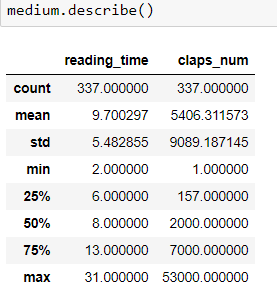 medium.describe()
reading_time claps_num
count 337.000000 337.000000
mean 9.700297 5406.311573
std 5.482855 9089.187145
min 2.000000 1.000000
25% 6.000000 157.000000
50% 8.000000 2000.000000
75% 13.000000 7000.000000
max 31.000000 53000.000000